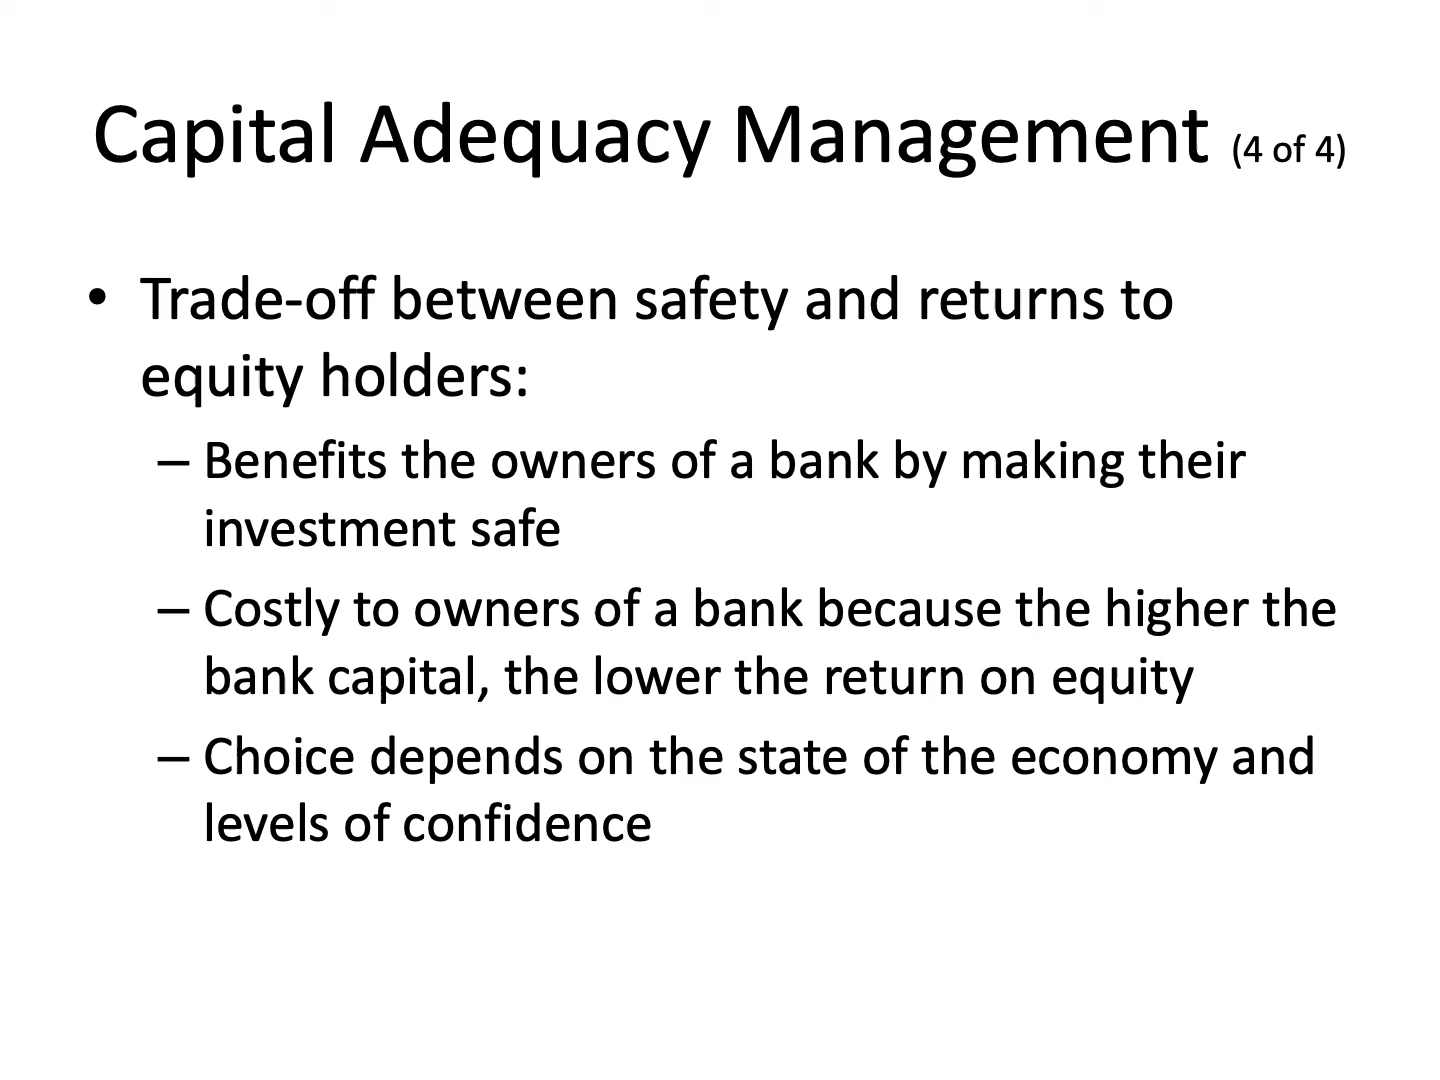 Capital Adequacy Management (4 of 4)
• Trade-off between safety and returns to
equity holders:
– Benefits the owners of a bank by making their
investment safe
– Costly to owners of a bank because the higher the
bank capital, the lower the return on equity
– Choice depends on the state of the economy and
levels of confidence